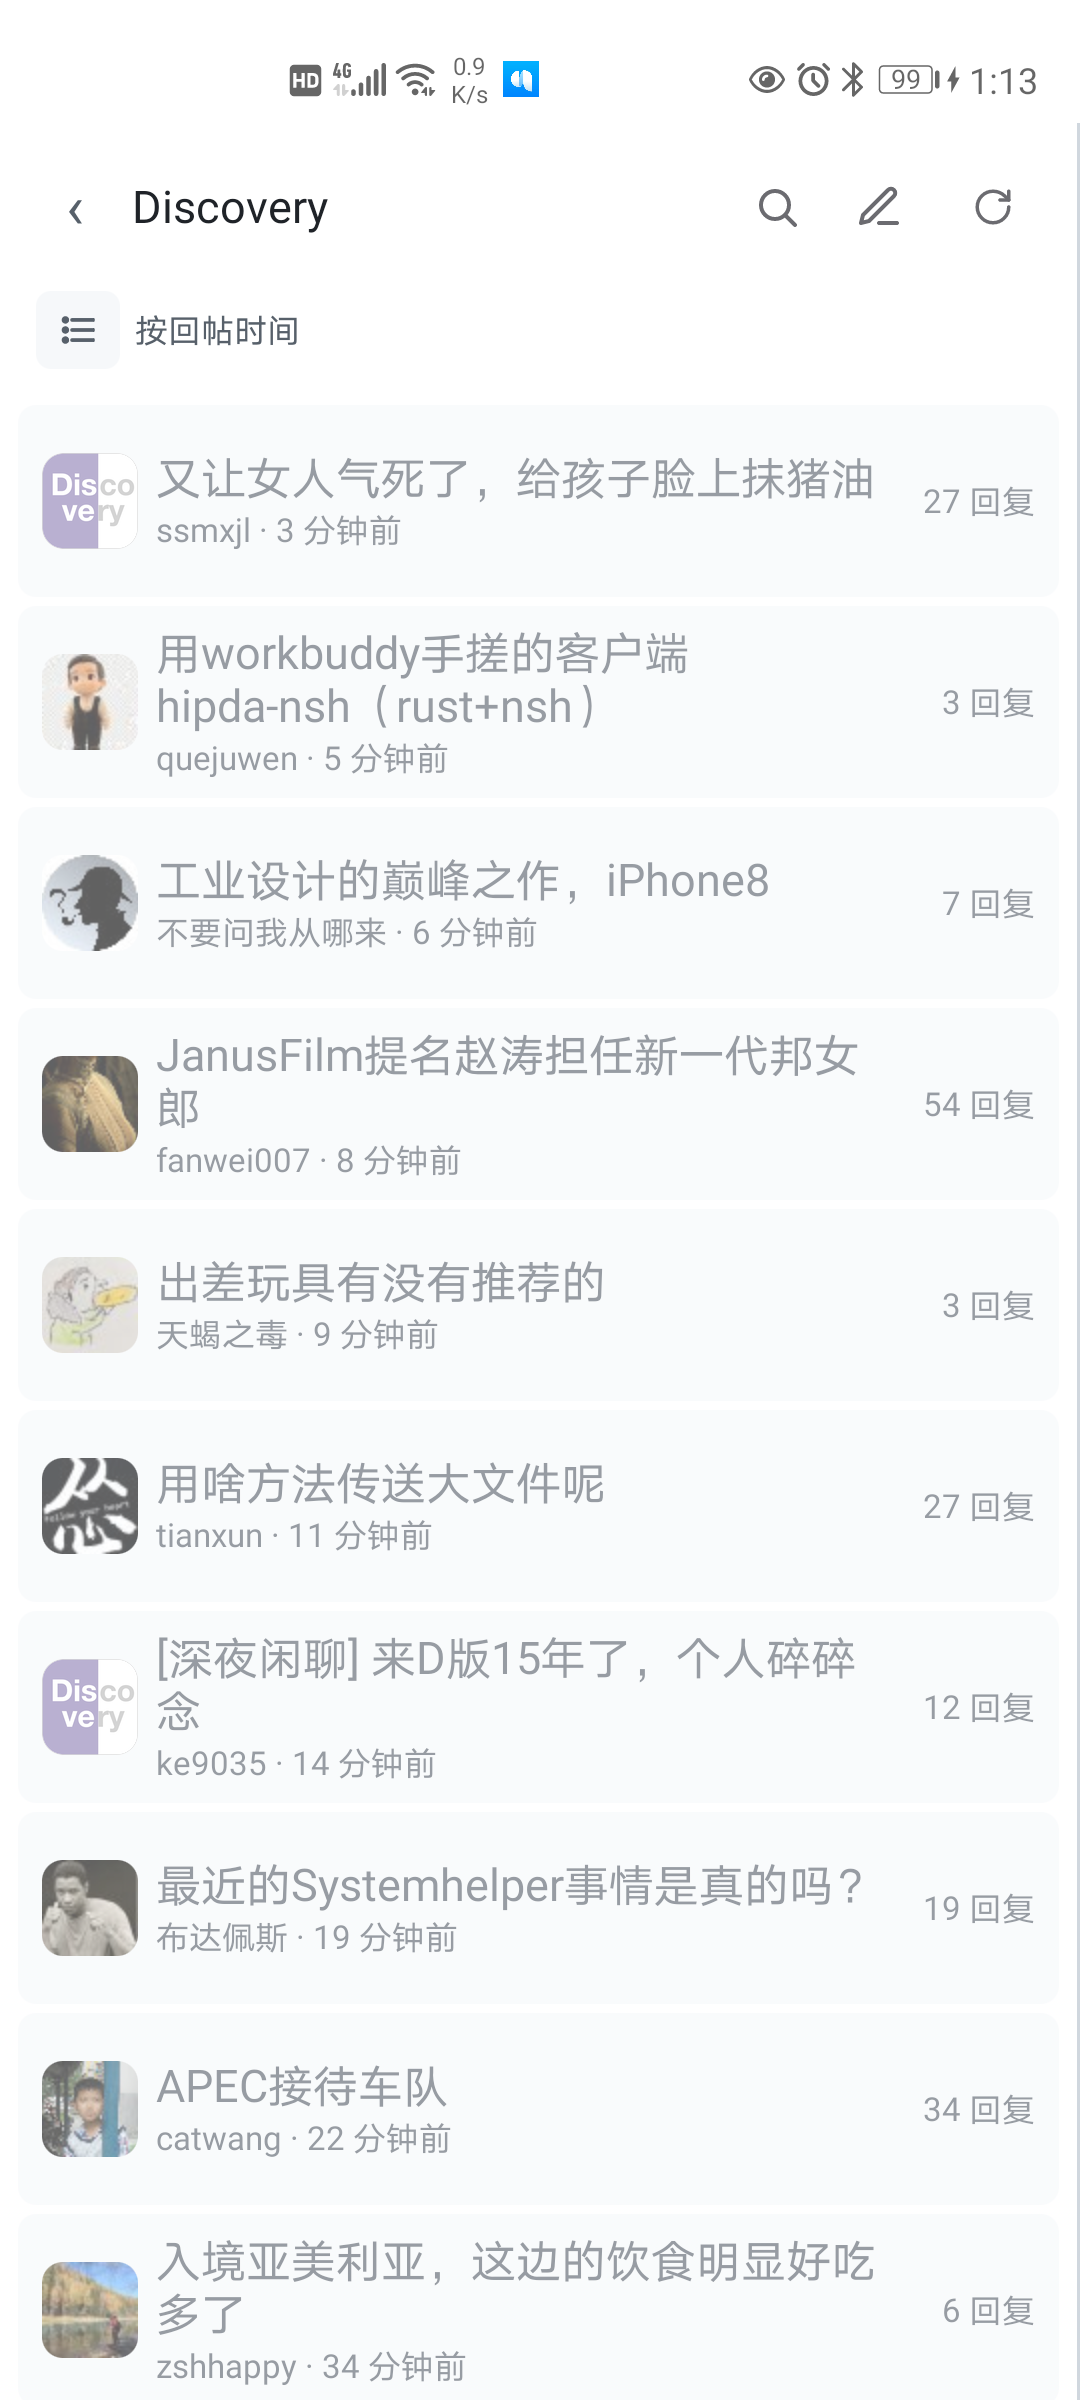 HD 4G 0.9 K/s 99 1:13
‹ Discovery
按回帖时间
Discovery
又让女人气死了，给孩子脸上抹猪油
ssmxjl · 3 分钟前
27 回复
用workbuddy手搓的客户端
hipda-nsh（rust+nsh）
quejuwen · 5 分钟前
3 回复
工业设计的巅峰之作，iPhone8
不要问我从哪来 · 6 分钟前
7 回复
JanusFilm提名赵涛担任新一代邦女
郎
fanwei007 · 8 分钟前
54 回复
出差玩具有没有推荐的
天蝎之毒 · 9 分钟前
3 回复
follow your heart
用啥方法传送大文件呢
tianxun · 11 分钟前
27 回复
Discovery
[深夜闲聊] 来D版15年了，个人碎碎
念
ke9035 · 14 分钟前
12 回复
最近的Systemhelper事情是真的吗？
布达佩斯 · 19 分钟前
19 回复
APEC接待车队
catwang · 22 分钟前
34 回复
入境亚美利亚，这边的饮食明显好吃
多了
zshhappy · 34 分钟前
6 回复